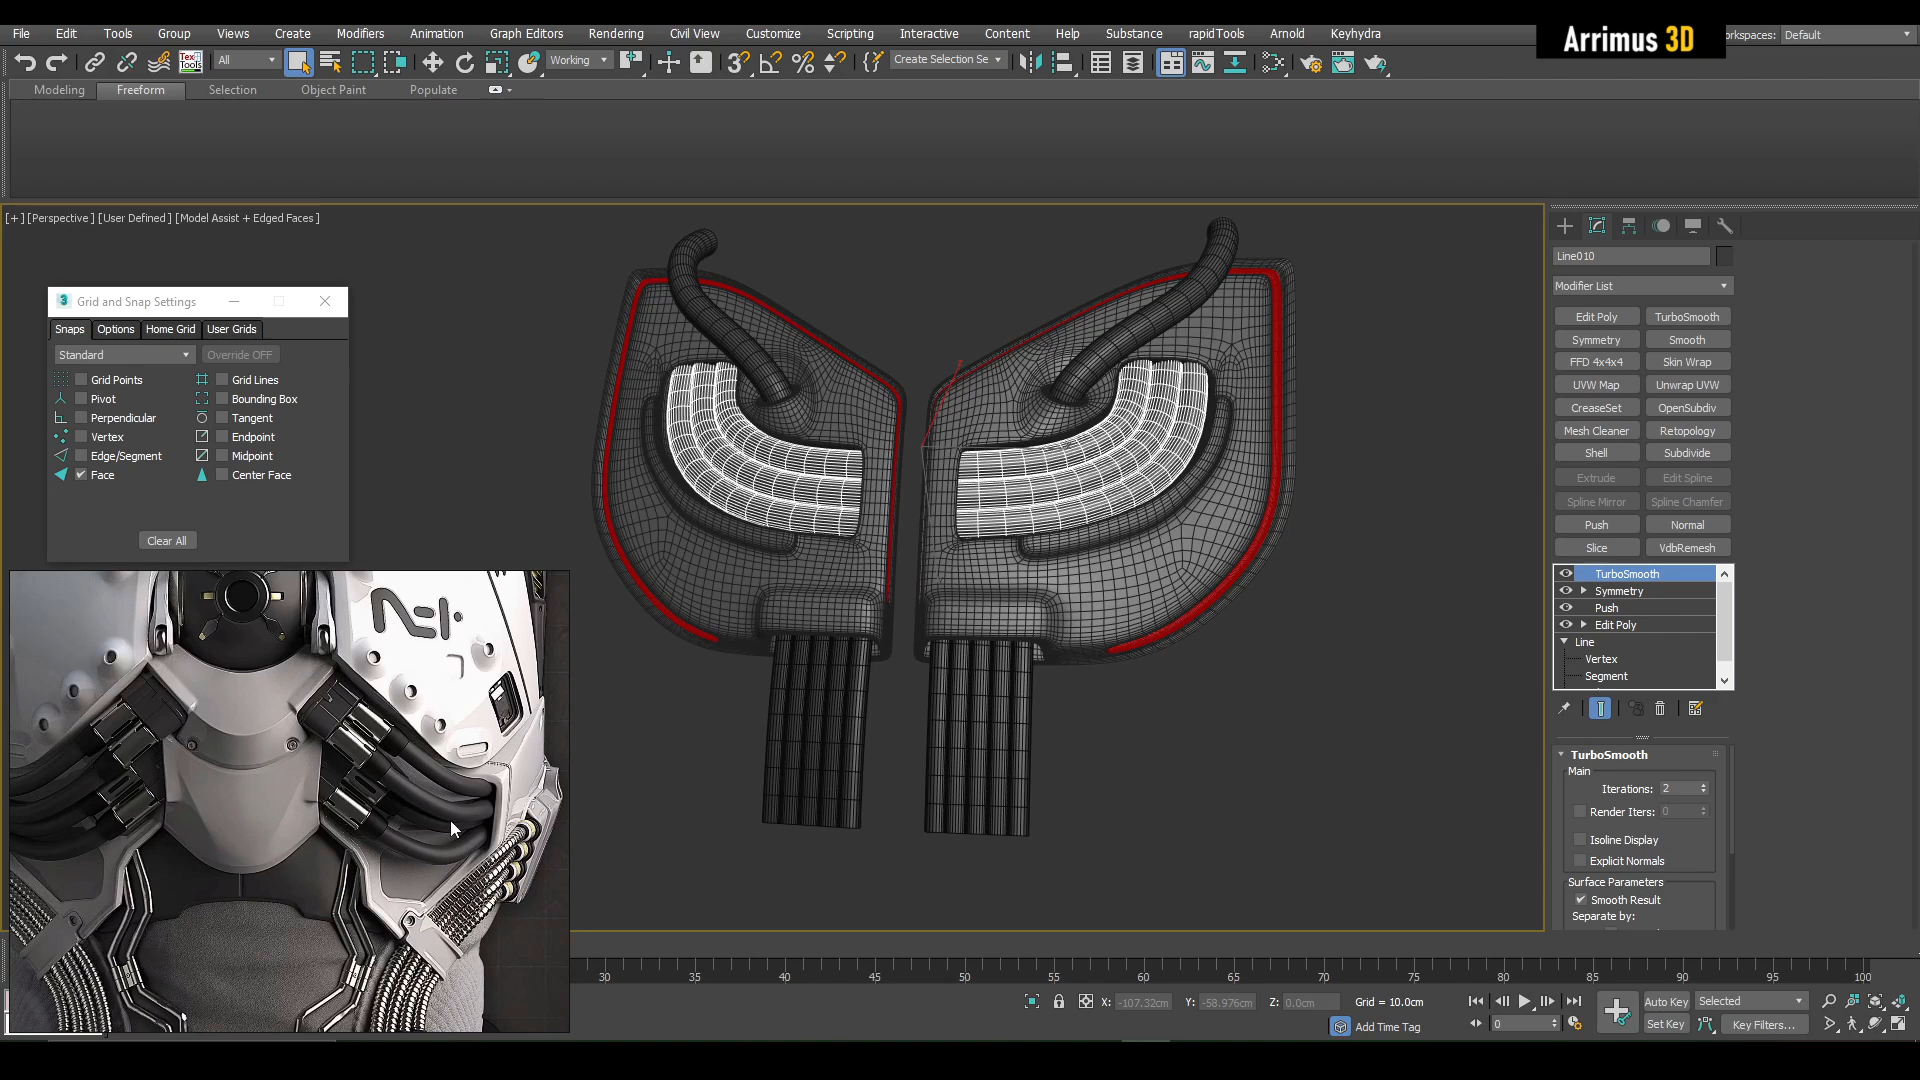 File Edit Tools Group Views Create Modifiers Animation Graph Editors Rendering Civil View Customize Scripting Interactive Content Help Substance rapidTools Arnold Keyhydra
Arrimus 3D
orkspaces: Default
All Working Create Selection Se
Modeling Freeform Selection Object Paint Populate
[+] [Perspective ] [User Defined ] [Model Assist + Edged Faces ]
3 Grid and Snap Settings
Snaps Options Home Grid User Grids
Standard Override OFF
Grid Points Grid Lines
Pivot Bounding Box
Perpendicular Tangent
Vertex Endpoint
Edge/Segment Midpoint
Face Center Face
Clear All
Line010
Modifier List
Edit Poly TurboSmooth
Symmetry Smooth
FFD 4x4x4 Skin Wrap
UVW Map Unwrap UVW
CreaseSet OpenSubdiv
Mesh Cleaner Retopology
Shell Subdivide
Extrude Edit Spline
Spline Mirror Spline Chamfer
Push Normal
Slice VdbRemesh
TurboSmooth
Symmetry
Push
Edit Poly
Line
Vertex
Segment
TurboSmooth
Main
Iterations: 2
Render Iters: 0
Isoline Display
Explicit Normals
Surface Parameters
Smooth Result
Separate by:
30 35 40 45 50 55 60 65 70 75 80 85 90 95 100
X: -107.32cm Y: -58.976cm Z: 0.0cm Grid = 10.0cm
Auto Key Selected
Add Time Tag
0
Set Key Key Filters...